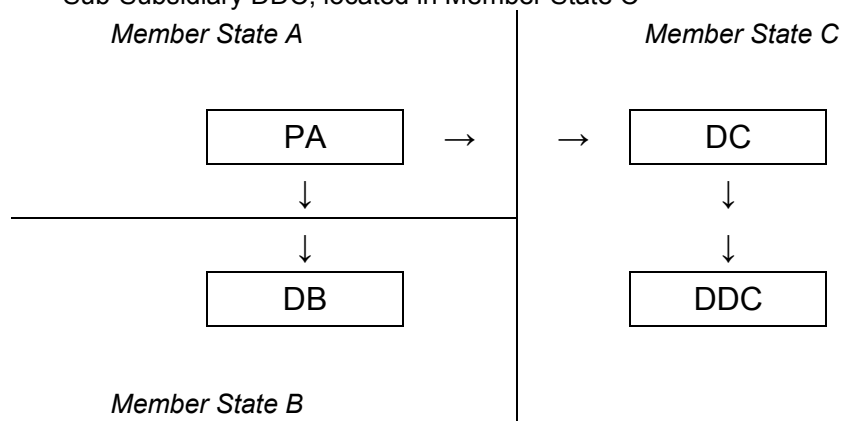 Sub-Subsidiary DDC, located in Member State C
Member State A Member State C
PA → → DC
↓ ↓
↓ ↓
DB DDC
Member State B